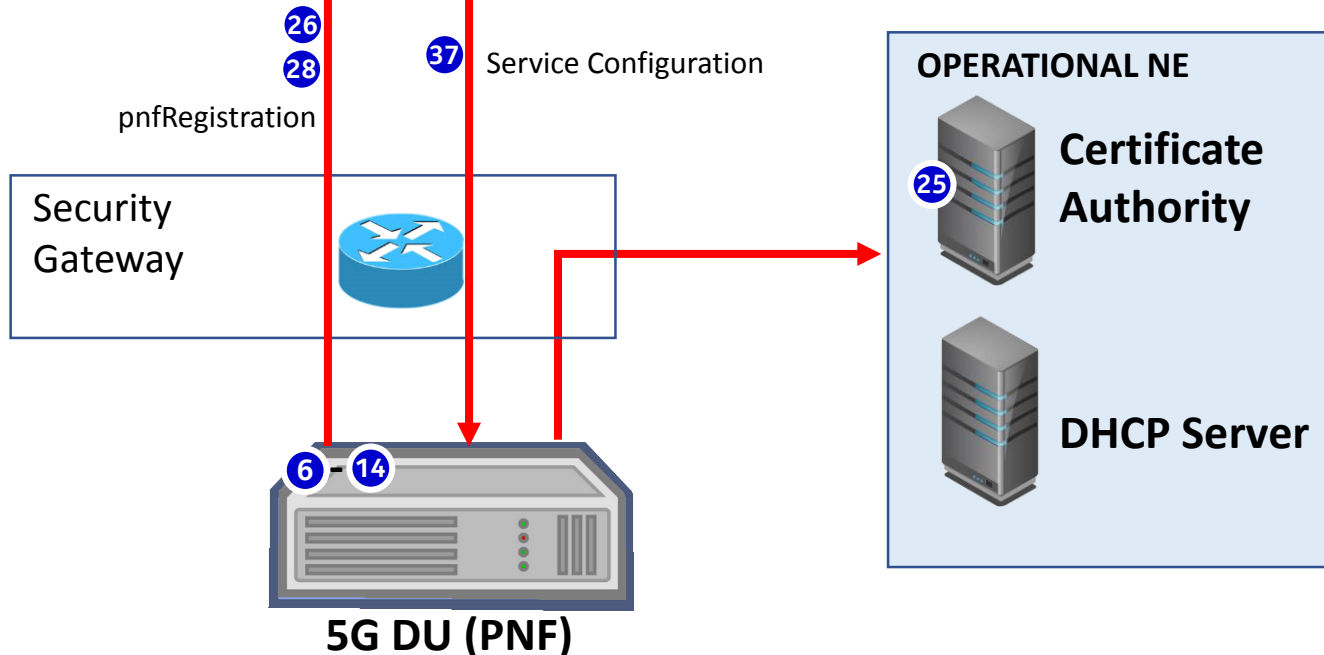 26
28
37
Service Configuration
pnfRegistration
OPERATIONAL NE
25
Certificate
Authority
Security
Gateway
DHCP Server
6 - 14
5G DU (PNF)